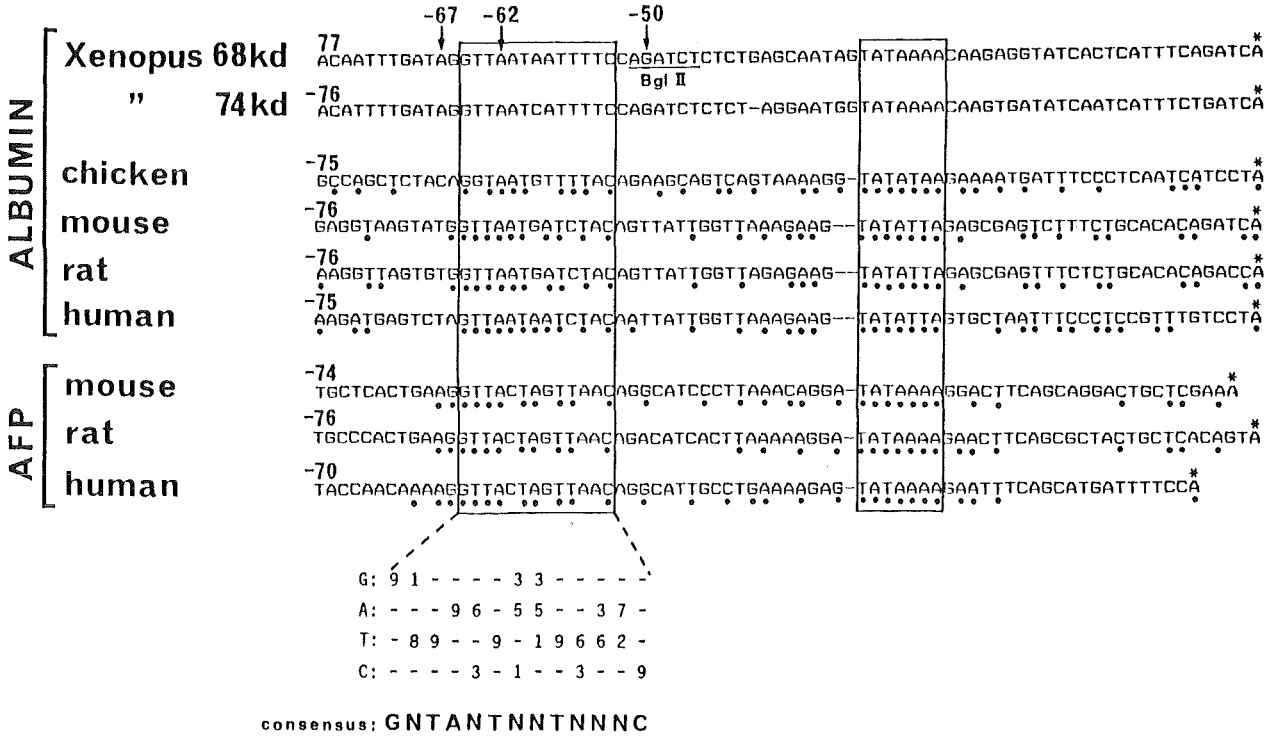 -67 -62 -50
ALBUMIN
77 *
Xenopus 68kd ACAATTTGATAGGTTAATAATTTTCCAGATCTCTCTGAGCAATAGTATAAAACAAGAGGTATCACTCATTTCAGATCA
Bgl II
-76 *
" 74kd ACATTTTGATAGGTTAATCATTTTCCAGATCTCTCT-AGGAATGGTATAAAACAAGTGATATCAATCATTTCTGATCA
-75 *
chicken GCCAGCTCTACAGGTAATGTTTTACAGAAGCAGTCAGTAAAAGG-TATATAAGAAAATGATTTCCCTCAATCATCCTA
-76 *
mouse GAGGTAAGTATGGTTAATGATCTACAGTTATTGGTTAAAGAAG--TATATTAGAGCGAGTCTTTCTGCACACAGATCA
-76 *
rat AAGGTTAGTGTGGTTAATGATCTACAGTTATTGGTTAGAGAAG--TATATTAGAGCGAGTTTCTCTGCACACAGACCA
-75 *
human AAGATGAGTCTAGTTAATAATCTACAATTATTGGTTAAAGAAG--TATATTAGTGCTAATTTCCCTCCGTTTGTCCTA
AFP
-74 *
mouse TGCTCACTGAAGGTTACTAGTTAACAGGCATCCCTTAAACAGGA-TATAAAAGGACTTCAGCAGGACTGCTCGAAA
-76 *
rat TGCCCACTGAAGGTTACTAGTTAACAGACATCACTTAAAAAGGA-TATAAAAGAACTTCAGCGCTACTGCTCACAGTA
-70 *
human TACCAACAAAAGGTTACTAGTTAACAGGCATTGCCTGAAAAGAG-TATAAAAGAATTTCAGCATGATTTTCCA
G: 9 1 - - - - 3 3 - - - - -
A: - - - 9 6 - 5 5 - - 3 7 -
T: - 8 9 - - 9 - 1 9 6 6 2 -
C: - - - - 3 - 1 - - 3 - - 9
consensus: GNTANTNNTNNNC